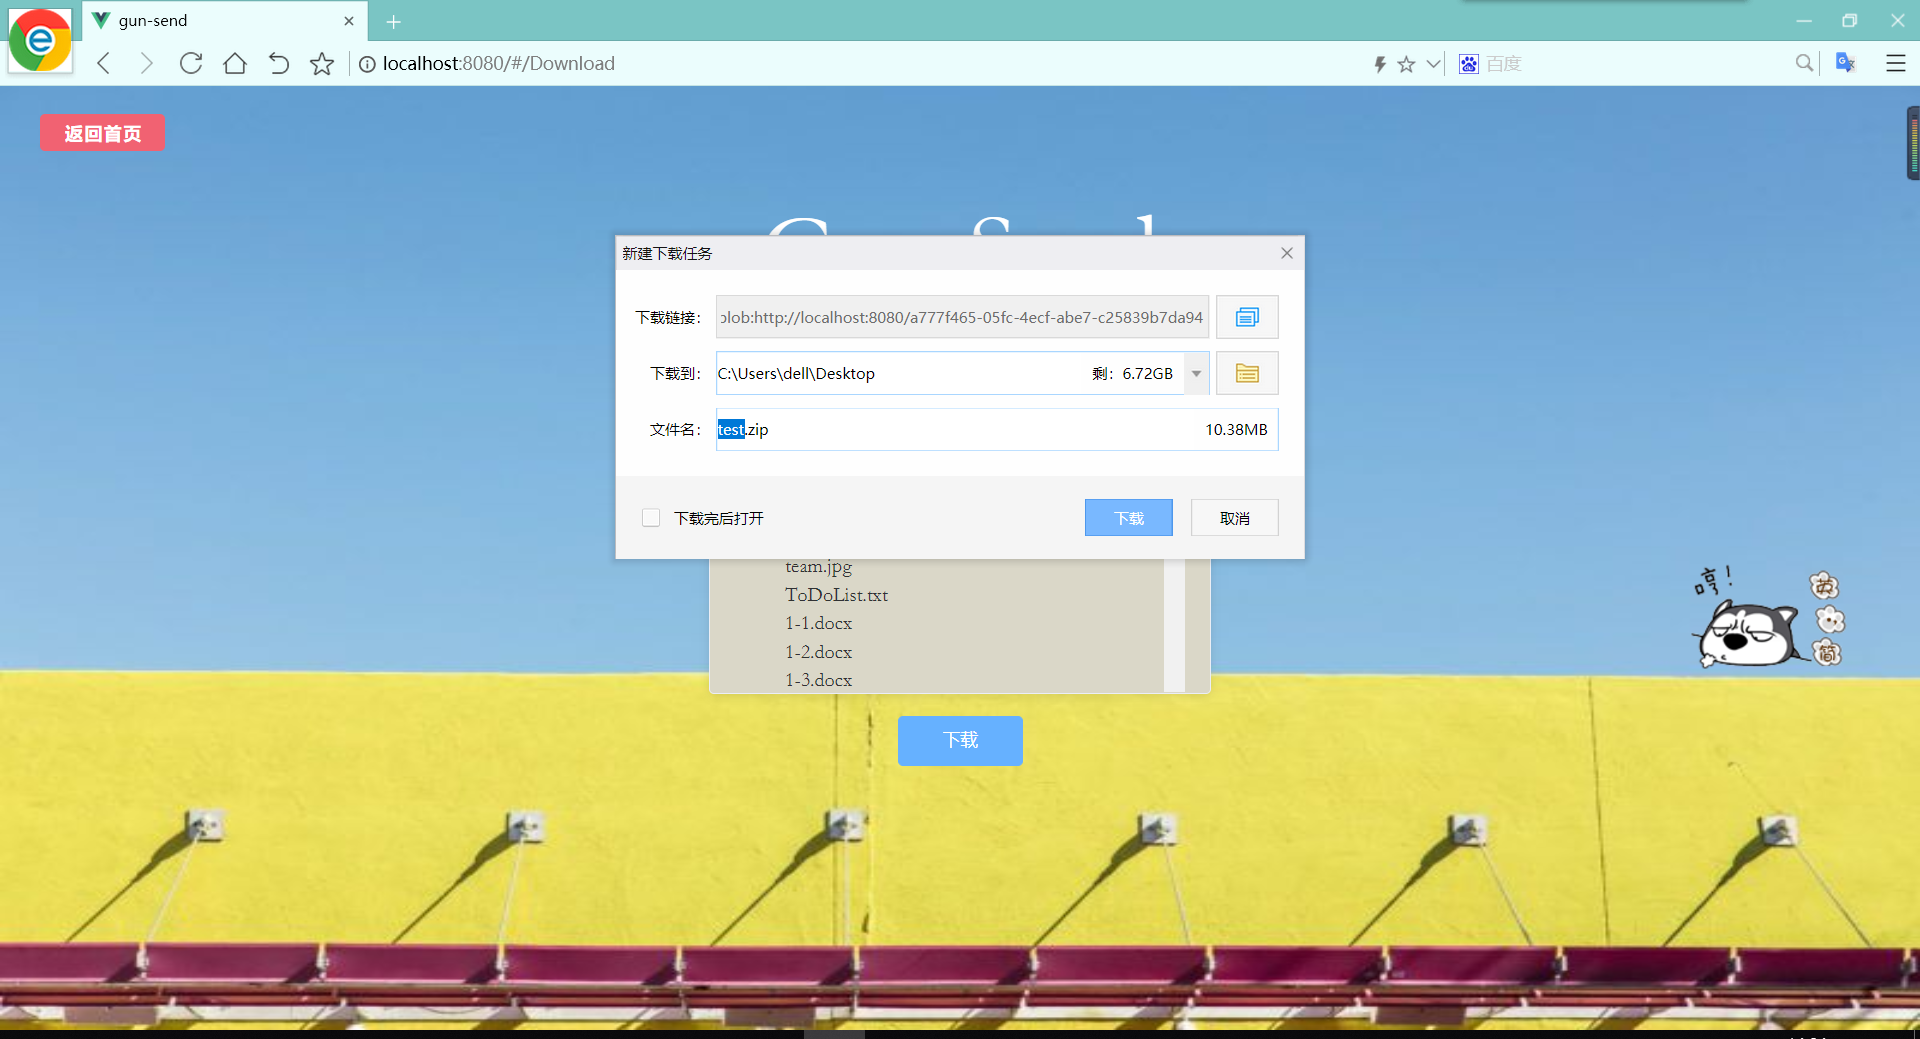 gun-send
localhost:8080/#/Download
百度
返回首页
新建下载任务
下载链接:
blob:http://localhost:8080/a777f465-05fc-4ecf-abe7-c25839b7da94
下载到:
C:\Users\dell\Desktop
剩: 6.72GB
文件名:
test.zip
10.38MB
下载完后打开
下载
取消
team.jpg
ToDoList.txt
1-1.docx
1-2.docx
1-3.docx
下载
哼!
英
简